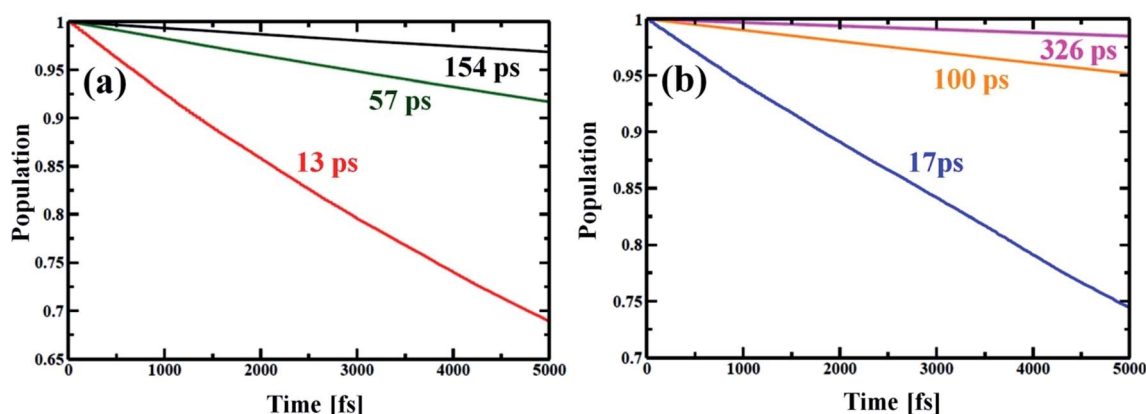 (a)
1
0.95
0.9
0.85
0.8
0.75
0.7
0.65
Population
154 ps
57 ps
13 ps
0 1000 2000 3000 4000 5000
Time [fs]
(b)
1
0.95
0.9
0.85
0.8
0.75
0.7
Population
326 ps
100 ps
17ps
0 1000 2000 3000 4000 5000
Time [fs]